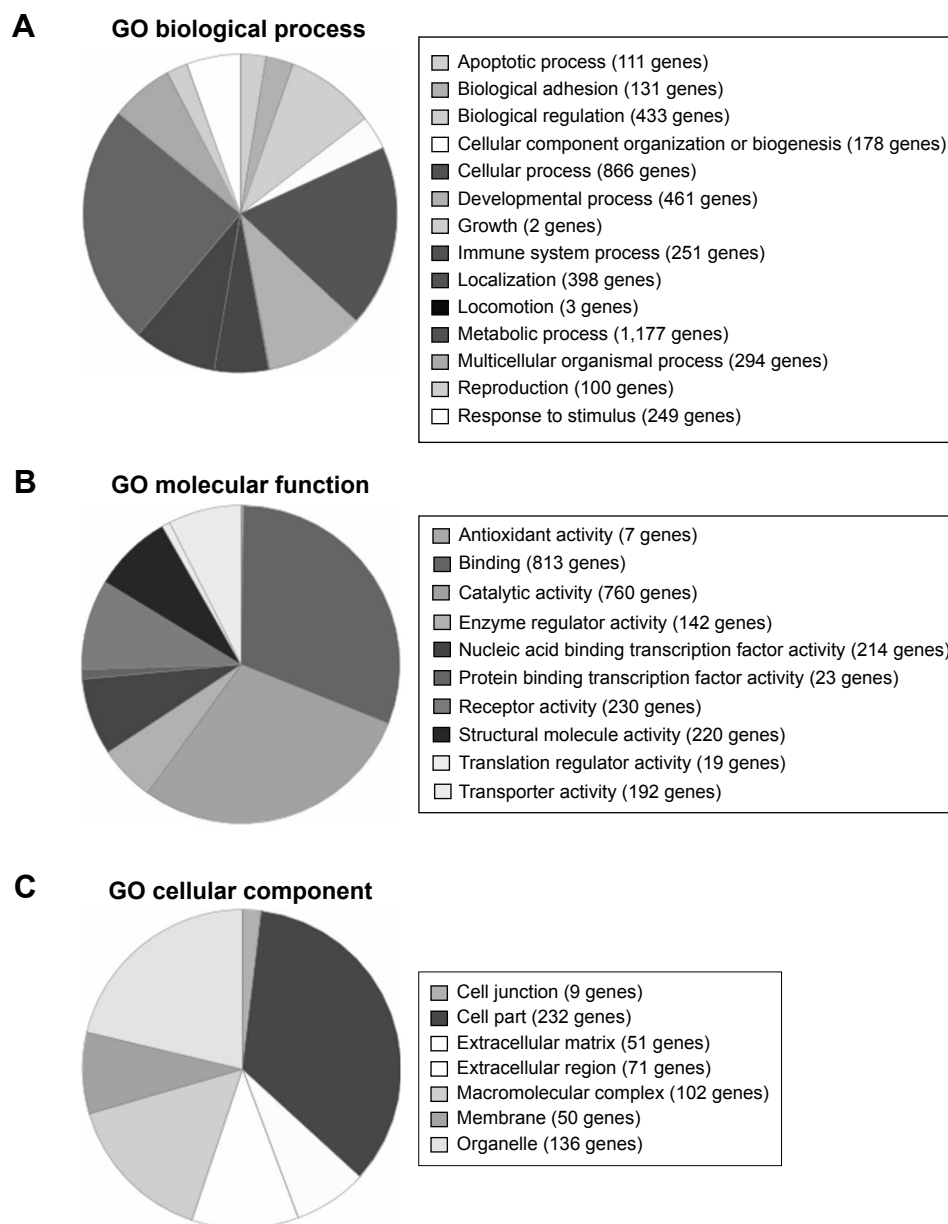 A
GO biological process
Apoptotic process (111 genes)
Biological adhesion (131 genes)
Biological regulation (433 genes)
Cellular component organization or biogenesis (178 genes)
Cellular process (866 genes)
Developmental process (461 genes)
Growth (2 genes)
Immune system process (251 genes)
Localization (398 genes)
Locomotion (3 genes)
Metabolic process (1,177 genes)
Multicellular organismal process (294 genes)
Reproduction (100 genes)
Response to stimulus (249 genes)
B
GO molecular function
Antioxidant activity (7 genes)
Binding (813 genes)
Catalytic activity (760 genes)
Enzyme regulator activity (142 genes)
Nucleic acid binding transcription factor activity (214 genes)
Protein binding transcription factor activity (23 genes)
Receptor activity (230 genes)
Structural molecule activity (220 genes)
Translation regulator activity (19 genes)
Transporter activity (192 genes)
C
GO cellular component
Cell junction (9 genes)
Cell part (232 genes)
Extracellular matrix (51 genes)
Extracellular region (71 genes)
Macromolecular complex (102 genes)
Membrane (50 genes)
Organelle (136 genes)